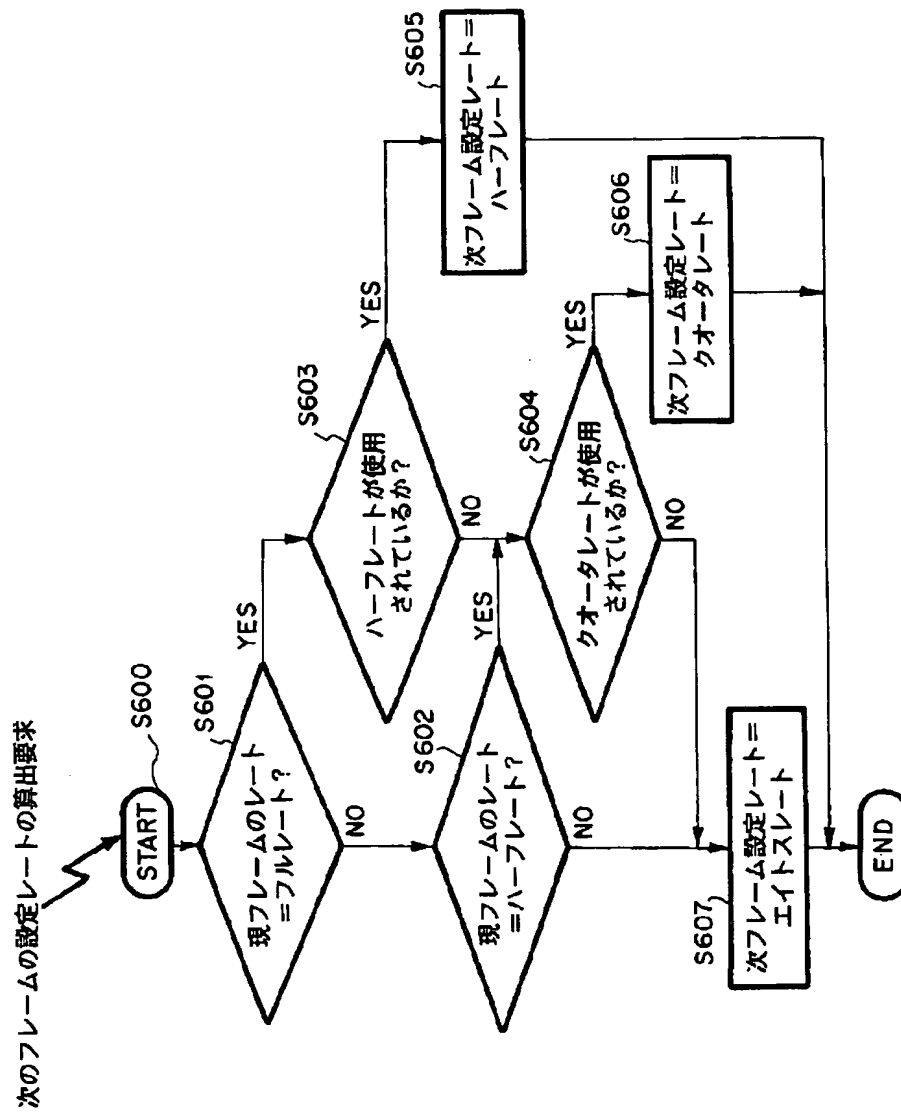 次のフレームの設定レートの算出要求
S600
START
S601
現フレームのレート
=フルレート?
YES
NO
S602
現フレームのレート
=ハーフレート?
YES
NO
S603
ハーフレートが使用
されているか?
YES
NO
S604
クオータレートが使用
されているか?
YES
NO
S605
次フレーム設定レート=
ハーフレート
S606
次フレーム設定レート=
クオータレート
S607
次フレーム設定レート=
エイトスレート
END